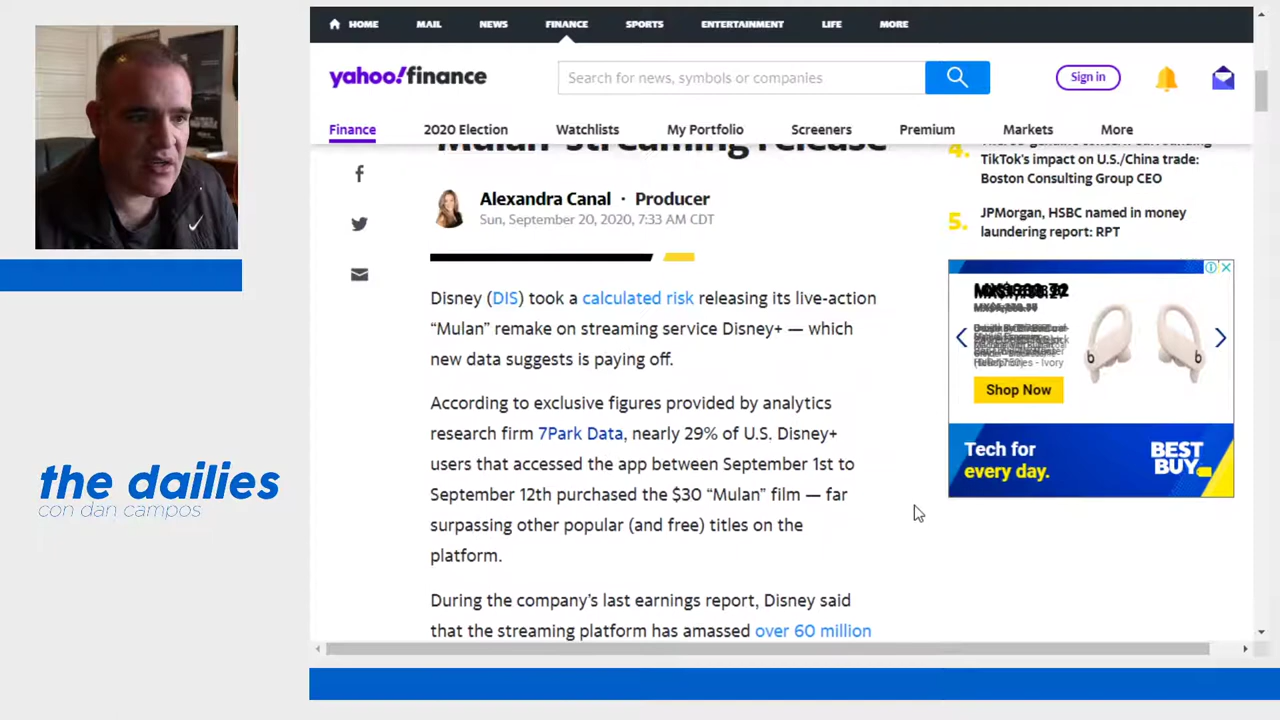 HOME MAIL NEWS FINANCE SPORTS ENTERTAINMENT LIFE MORE
yahoo!finance
Search for news, symbols or companies
Sign in
Finance 2020 Election Watchlists My Portfolio Screeners Premium Markets More
'Mulan' streaming release
Alexandra Canal · Producer
Sun, September 20, 2020, 7:33 AM CDT
Disney (DIS) took a calculated risk releasing its live-action
“Mulan” remake on streaming service Disney+ — which
new data suggests is paying off.
According to exclusive figures provided by analytics
research firm 7Park Data, nearly 29% of U.S. Disney+
users that accessed the app between September 1st to
September 12th purchased the $30 “Mulan” film — far
surpassing other popular (and free) titles on the
platform.
During the company’s last earnings report, Disney said
that the streaming platform has amassed over 60 million
4.
TikTok's impact on U.S./China trade:
Boston Consulting Group CEO
5.
JPMorgan, HSBC named in money
laundering report: RPT
Shop Now
Tech for
every day.
BEST
BUY
the dailies
con dan campos